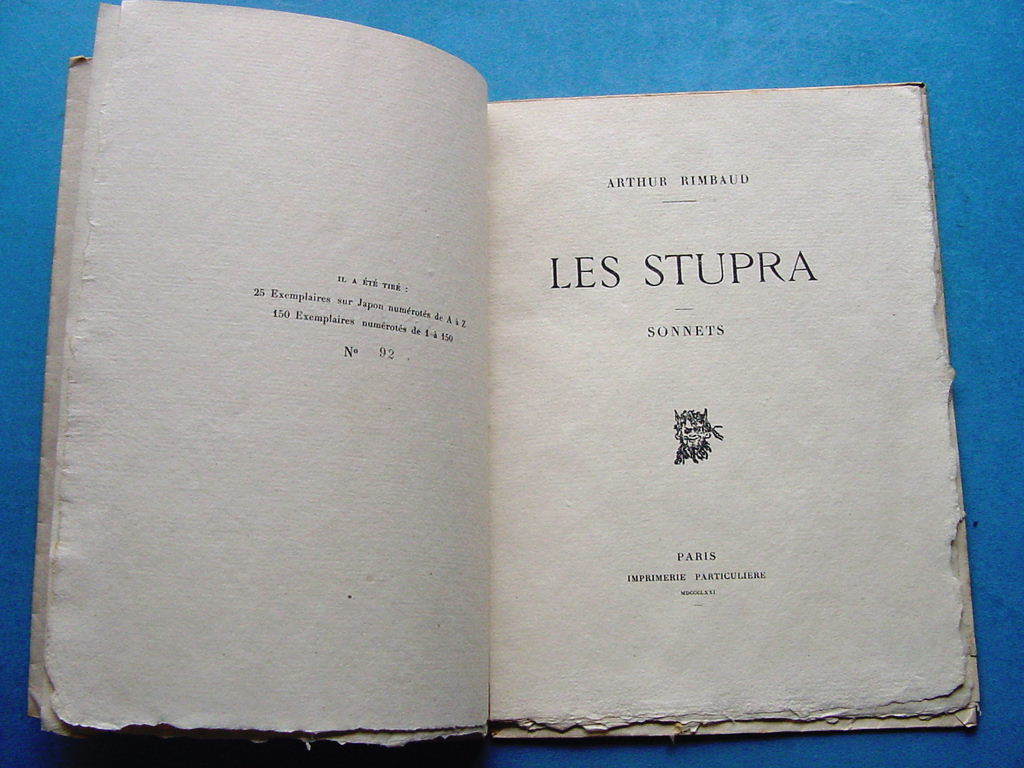 IL A ÉTÉ TIRÉ :
25 Exemplaires sur Japon numérotés de A à Z
150 Exemplaires numérotés de 1 à 150
No 92
ARTHUR RIMBAUD
LES STUPRA
SONNETS
PARIS
IMPRIMERIE PARTICULIERE
MDCCCLXXI